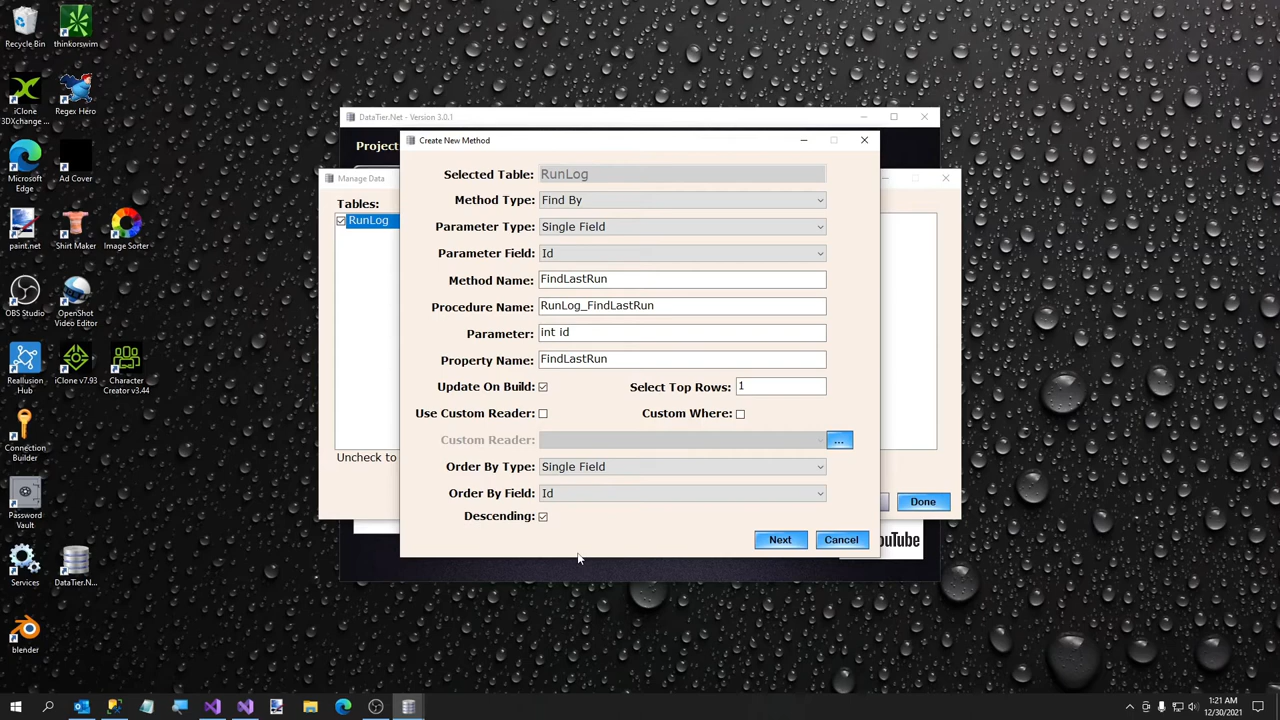 Recycle Bin
thinkorswim
iClone
3DXchange ...
Regex Hero
Microsoft
Edge
Ad Cover
paint.net
Shirt Maker
Image Sorter
OBS Studio
OpenShot
Video Editor
Reallusion
Hub
iClone v7.93
Character
Creator v3.44
Connection
Builder
Password
Vault
Services
DataTier.N...
blender
DataTier.Net - Version 3.0.1
Project
Manage Data
Tables:
RunLog
Uncheck to
Done
YouTube
Create New Method
Selected Table: RunLog
Method Type: Find By
Parameter Type: Single Field
Parameter Field: Id
Method Name: FindLastRun
Procedure Name: RunLog_FindLastRun
Parameter: int id
Property Name: FindLastRun
Update On Build: Select Top Rows: 1
Use Custom Reader: Custom Where:
Custom Reader: ...
Order By Type: Single Field
Order By Field: Id
Descending:
Next Cancel
1:21 AM
12/30/2021